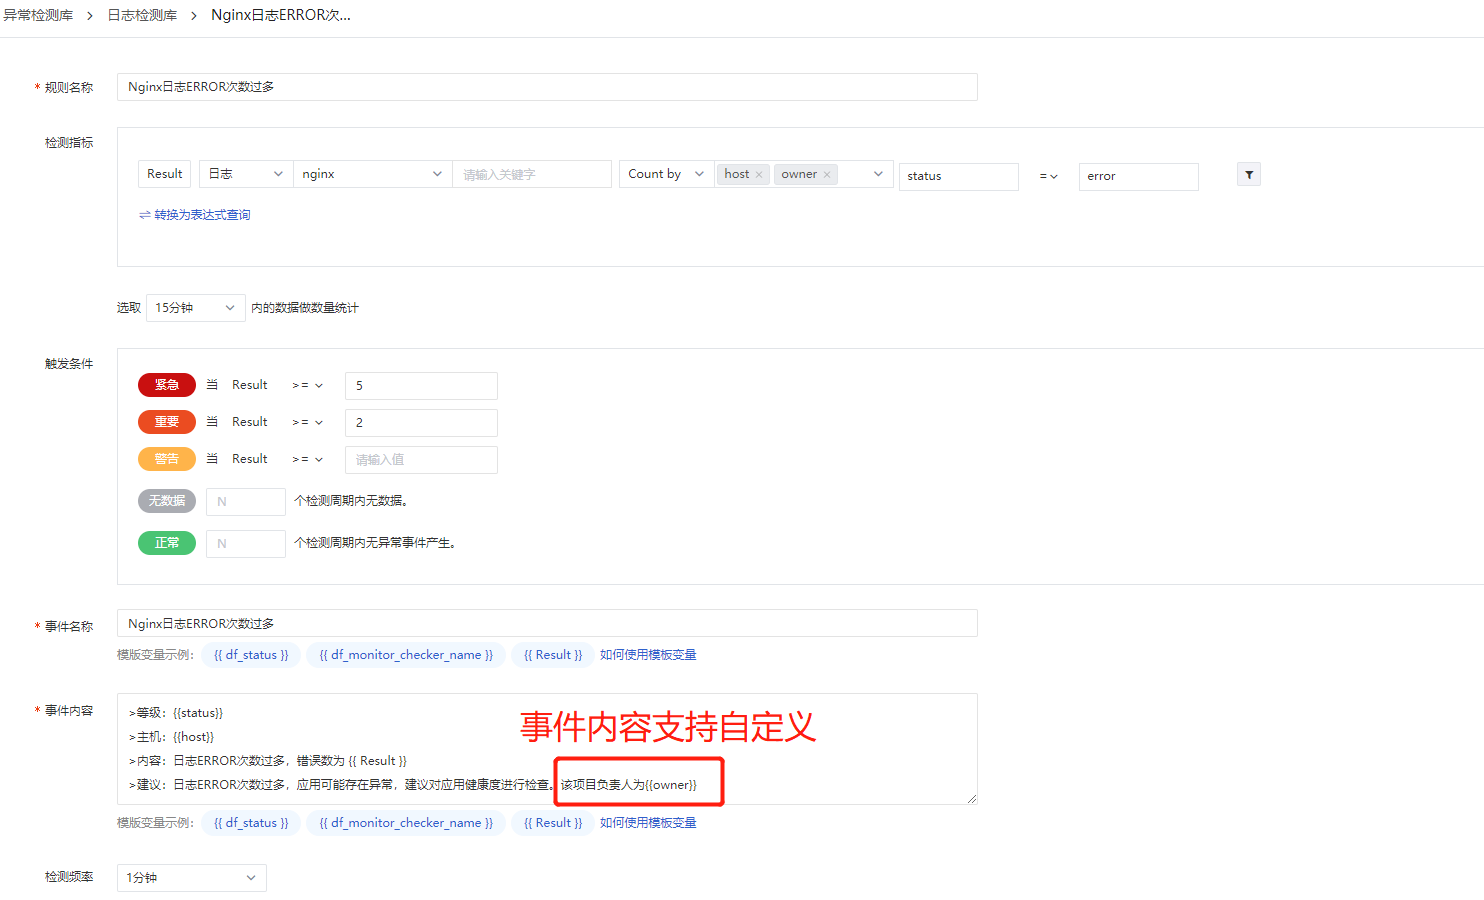 异常检测库 > 日志检测库 > Nginx日志ERROR次...
* 规则名称 Nginx日志ERROR次数过多
检测指标
Result 日志 nginx 请输入关键字 Count by host × owner × status = error
⇌ 转换为表达式查询
选取 15分钟 内的数据做数量统计
触发条件
紧急 当 Result >= 5
重要 当 Result >= 2
警告 当 Result >= 请输入值
无数据 N 个检测周期内无数据。
正常 N 个检测周期内无异常事件产生。
* 事件名称 Nginx日志ERROR次数过多
模版变量示例： {{ df_status }} {{ df_monitor_checker_name }} {{ Result }} 如何使用模板变量
* 事件内容
>等级：{{status}}
事件内容支持自定义
>主机：{{host}}
>内容：日志ERROR次数过多，错误数为 {{ Result }}
>建议：日志ERROR次数过多，应用可能存在异常，建议对应用健康度进行检查。该项目负责人为{{owner}}
模版变量示例： {{ df_status }} {{ df_monitor_checker_name }} {{ Result }} 如何使用模板变量
检测频率 1分钟